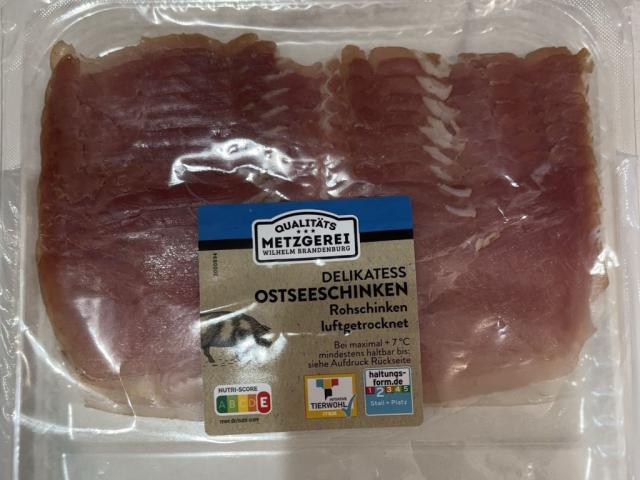 QUALITÄTS
METZGEREI
WILHELM BRANDENBURG
DELIKATESS
OSTSEESCHINKEN
Rohschinken
luftgetrocknet
Bei maximal + 7 °C
mindestens haltbar bis:
siehe Aufdruck Rückseite
NUTRI-SCORE
A B C D E
INITIATIVE
TIERWOHL
haltungs-
form.de
1 2 3 4 5
Stall + Platz